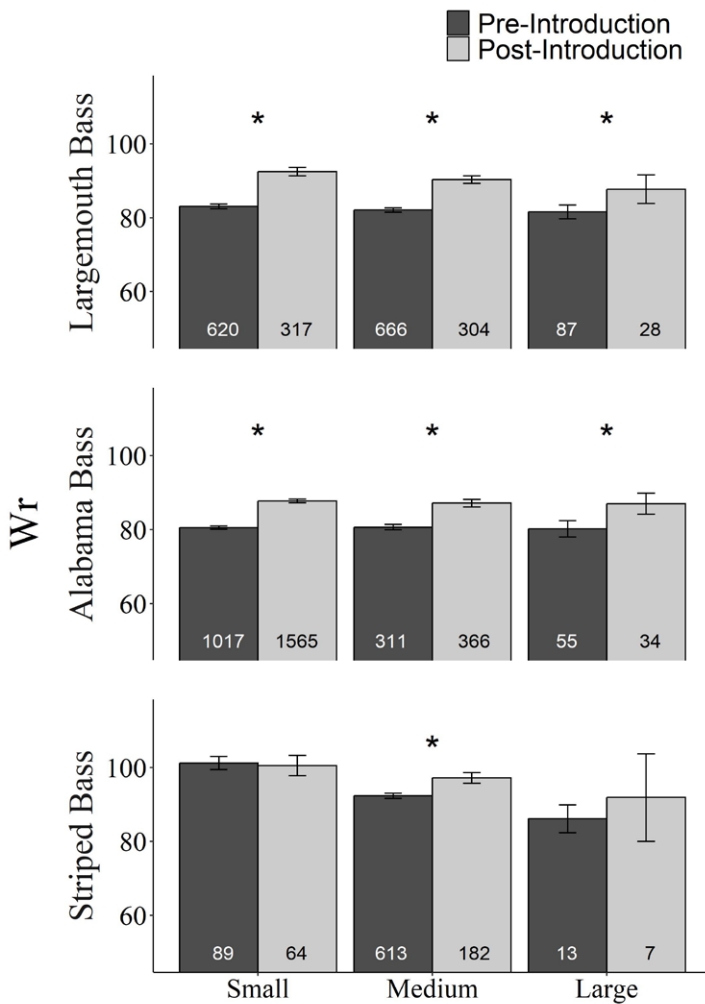 Pre-Introduction
Post-Introduction
Wr
Largemouth Bass
100
80
60
* * *
620 317 666 304 87 28
Alabama Bass
100
80
60
* * *
1017 1565 311 366 55 34
Striped Bass
100
80
60
*
89 64 613 182 13 7
Small Medium Large